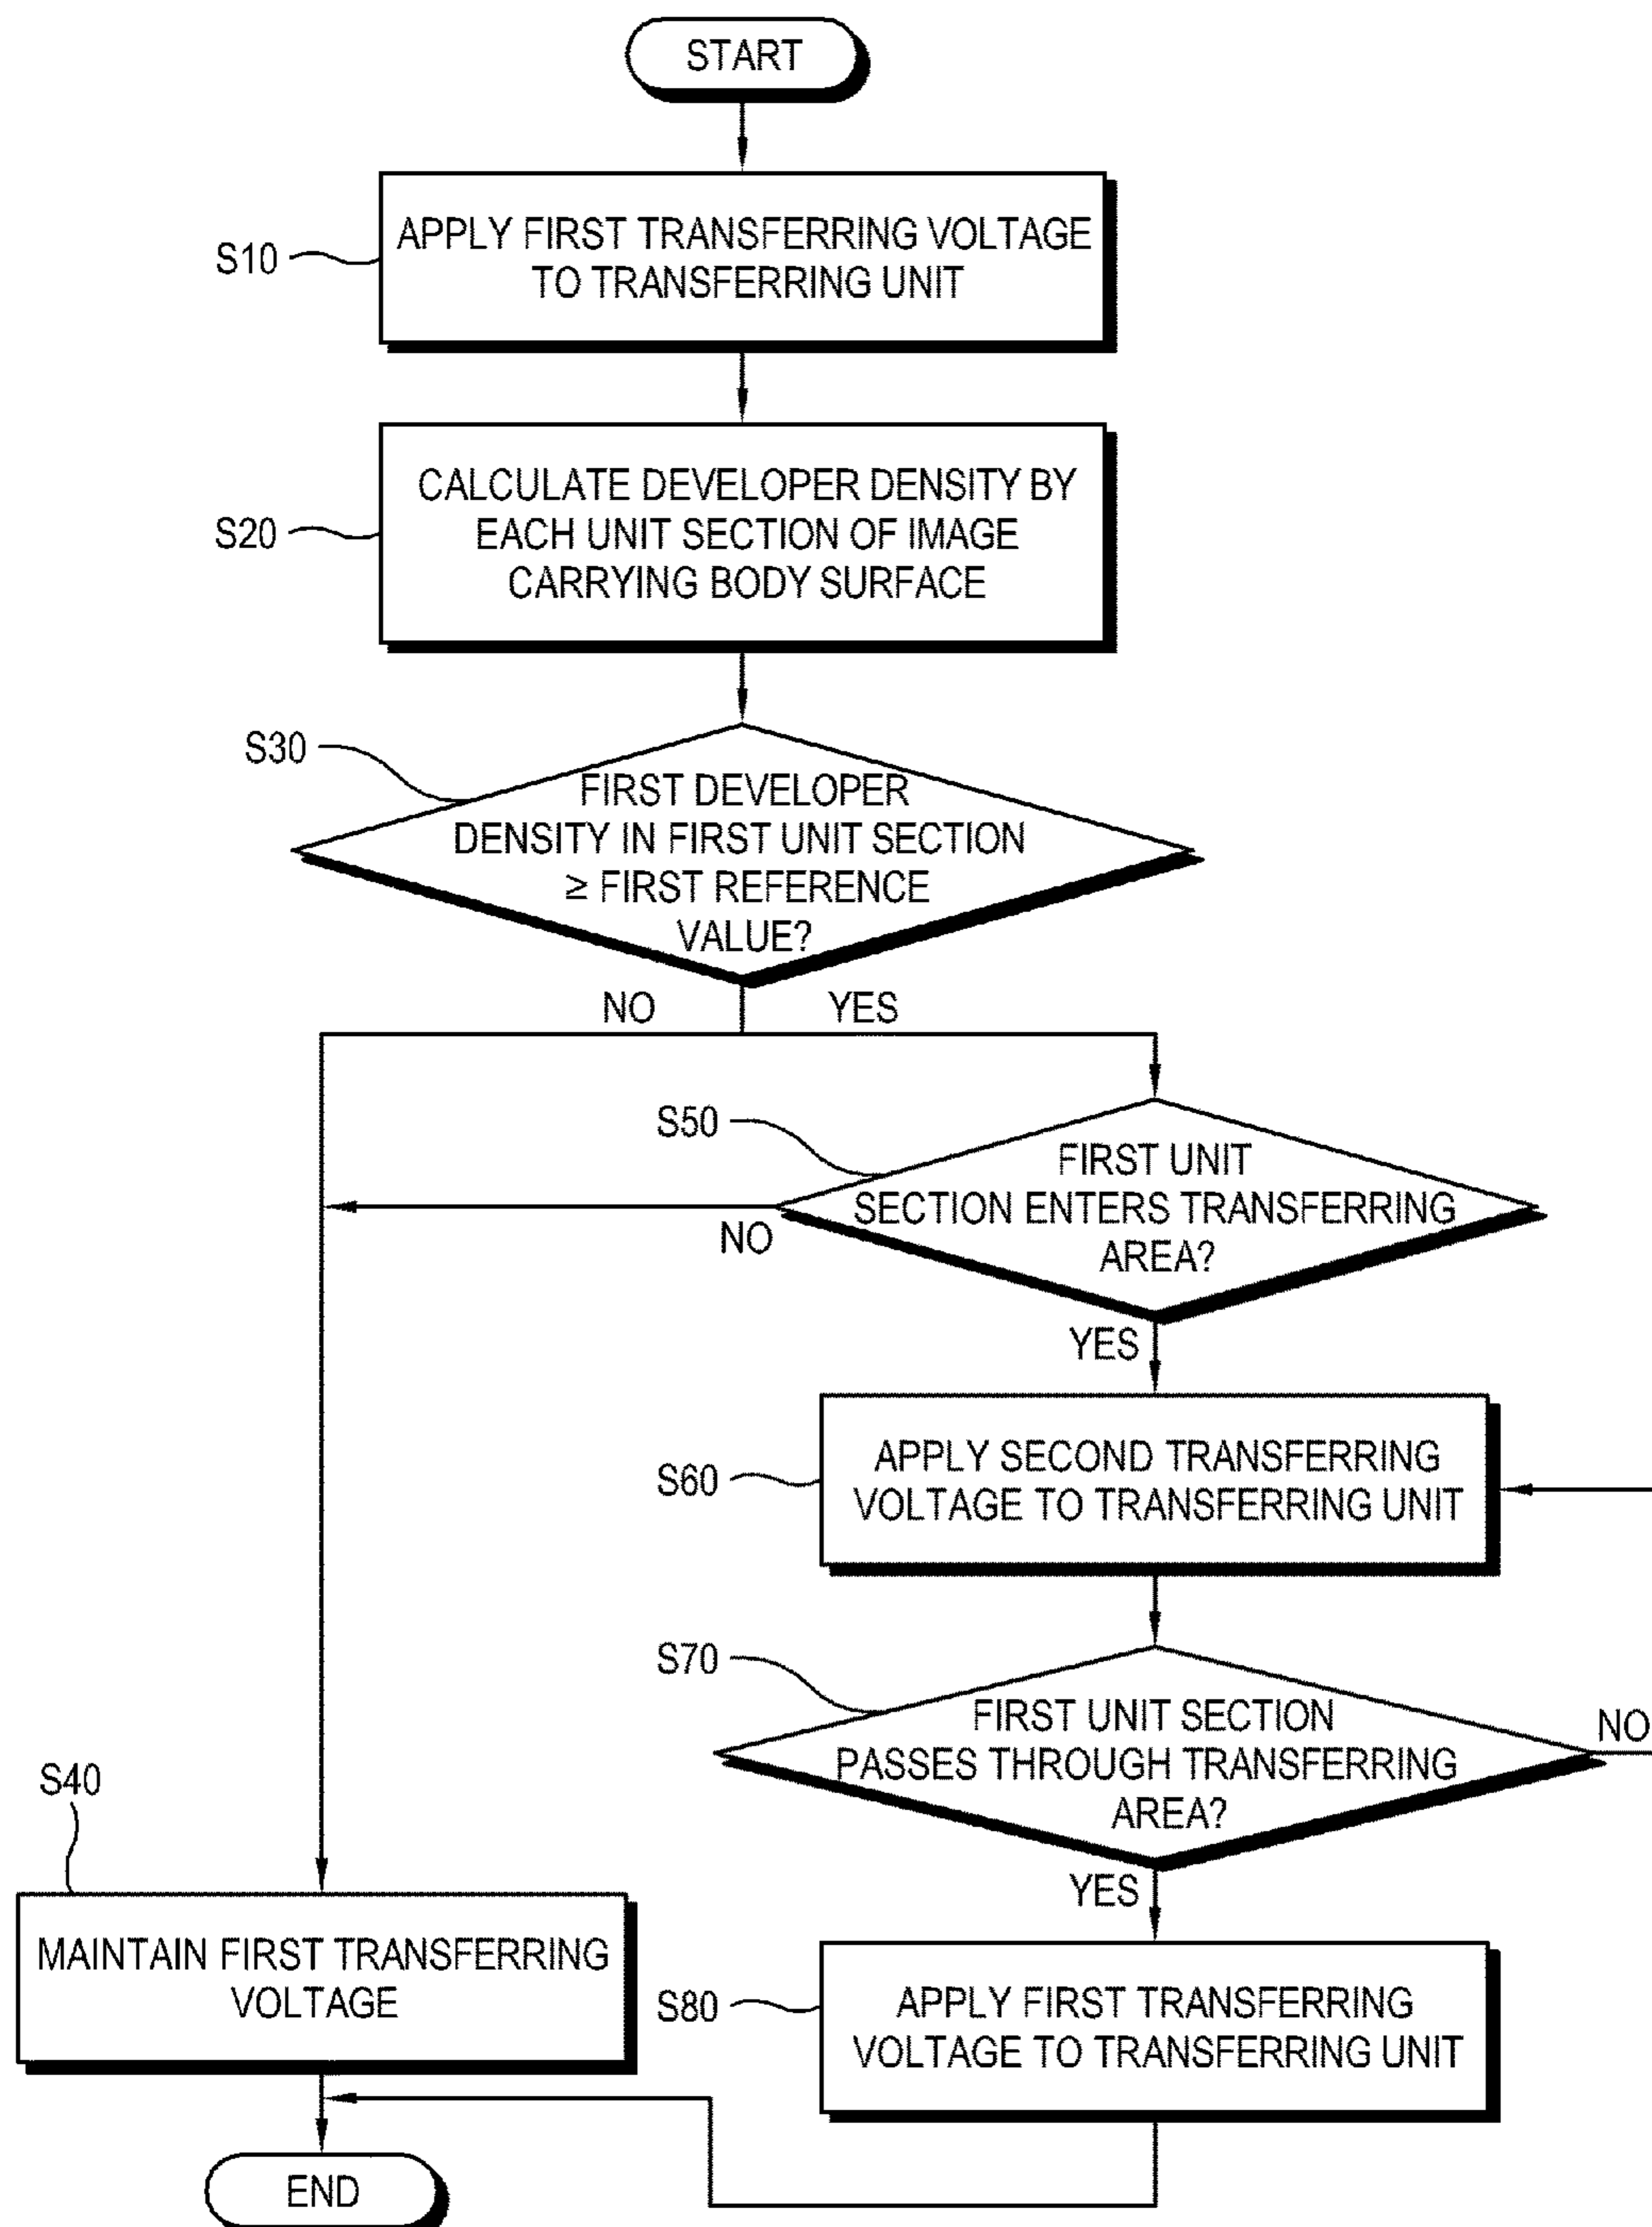 START
S10
APPLY FIRST TRANSFERRING VOLTAGE
TO TRANSFERRING UNIT
S20
CALCULATE DEVELOPER DENSITY BY
EACH UNIT SECTION OF IMAGE
CARRYING BODY SURFACE
S30
FIRST DEVELOPER
DENSITY IN FIRST UNIT SECTION
≥ FIRST REFERENCE
VALUE?
NO
YES
S50
FIRST UNIT
SECTION ENTERS TRANSFERRING
AREA?
NO
YES
S60
APPLY SECOND TRANSFERRING
VOLTAGE TO TRANSFERRING UNIT
S70
FIRST UNIT SECTION
PASSES THROUGH TRANSFERRING
AREA?
NO
YES
S40
MAINTAIN FIRST TRANSFERRING
VOLTAGE
S80
APPLY FIRST TRANSFERRING
VOLTAGE TO TRANSFERRING UNIT
END